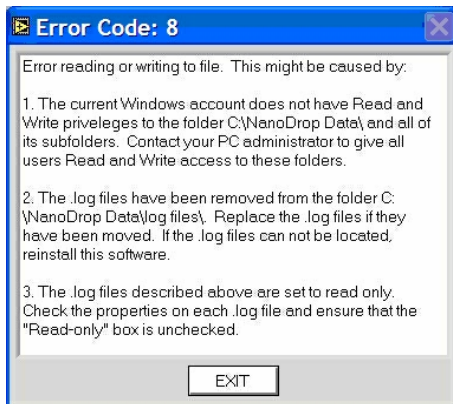 Error Code: 8
Error reading or writing to file. This might be caused by:
1. The current Windows account does not have Read and
Write priveleges to the folder C:\NanoDrop Data\ and all of
its subfolders. Contact your PC administrator to give all
users Read and Write access to these folders.
2. The .log files have been removed from the folder C:
\NanoDrop Data\log files\. Replace the .log files if they
have been moved. If the .log files can not be located,
reinstall this software.
3. The .log files described above are set to read only.
Check the properties on each .log file and ensure that the
"Read-only" box is unchecked.
EXIT